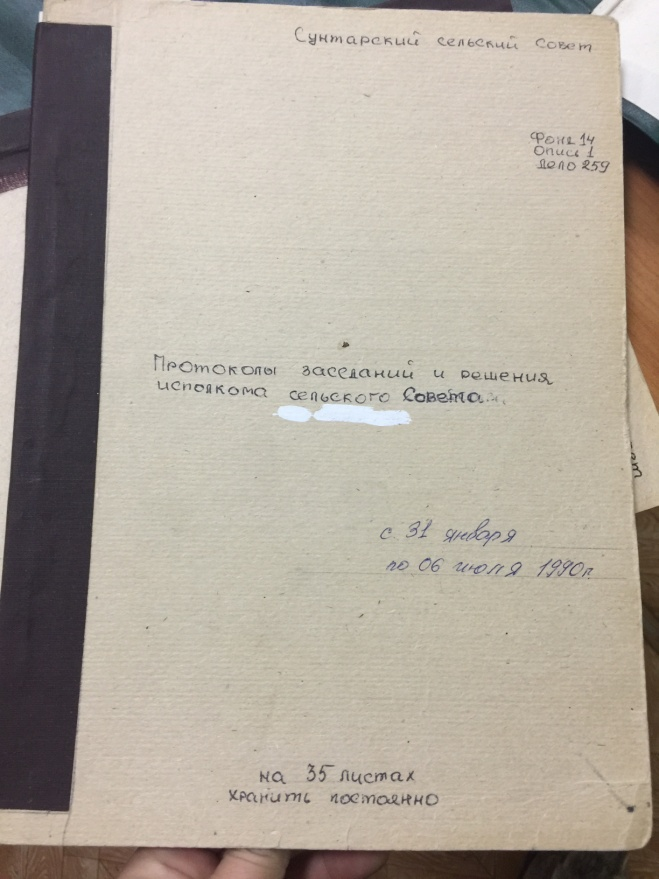 Сунтарский сельский Совет
Фонд 14
Опись 1
Дело 259
Протоколы заседаний и решения
исполкома сельского Совета.
с 31 января
по 06 июля 1990г.
на 35 листах
хранить постоянно